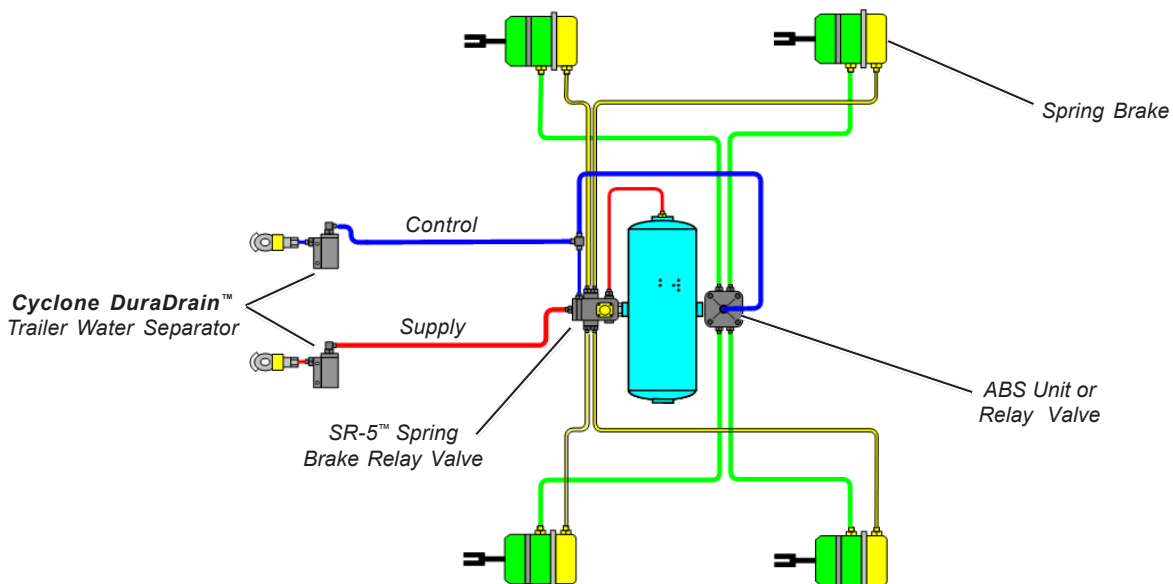 Spring Brake
Control
Cyclone DuraDrain™
Trailer Water Separator
Supply
SR-5™ Spring
Brake Relay Valve
ABS Unit or
Relay Valve